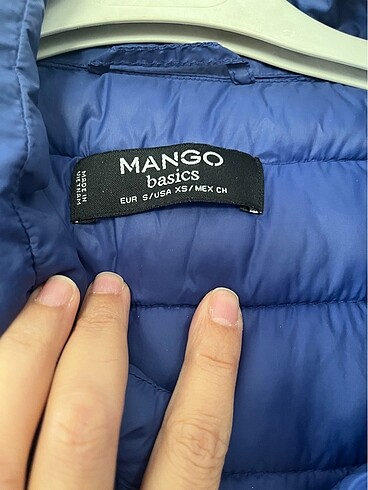 MANGO
basics
EUR S/USA XS/MEX CH
MADE IN
VIETNAM